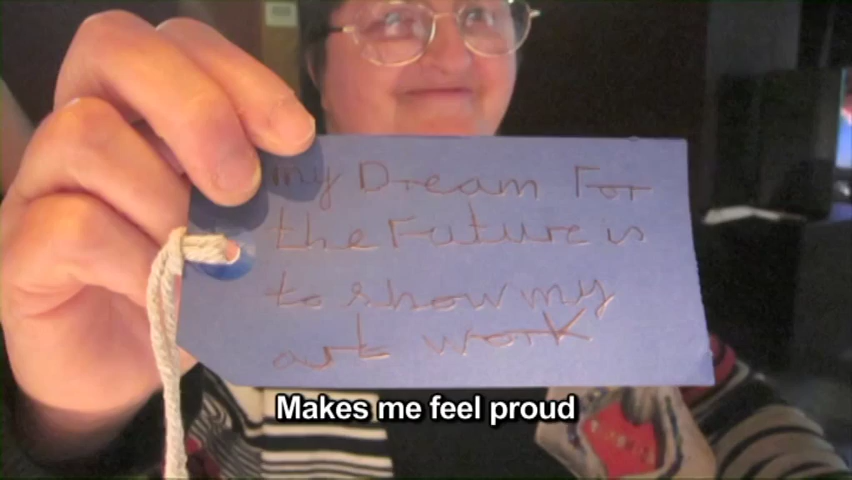 my Dream For
the Future is
to show my
art work
Makes me feel proud